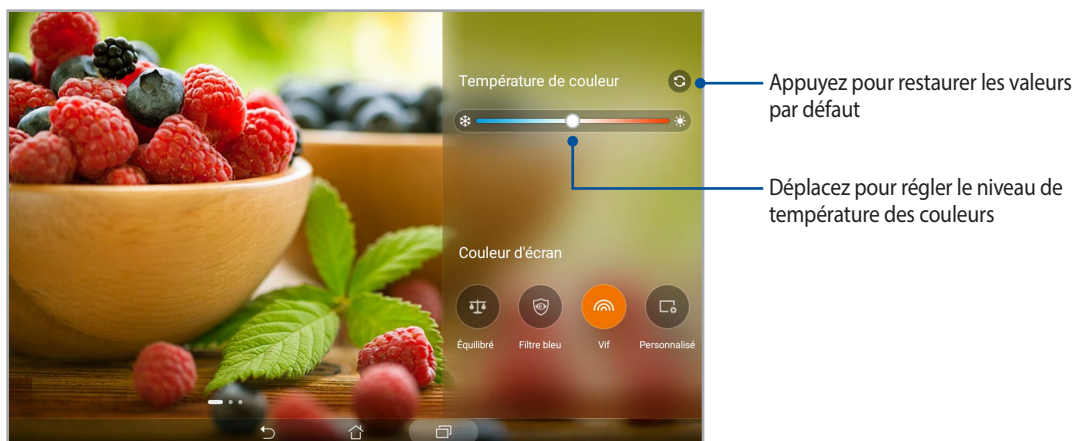 Température de couleur
Appuyez pour restaurer les valeurs
par défaut
Déplacez pour régler le niveau de
température des couleurs
Couleur d'écran
Équilibré Filtre bleu Vif Personnalisé